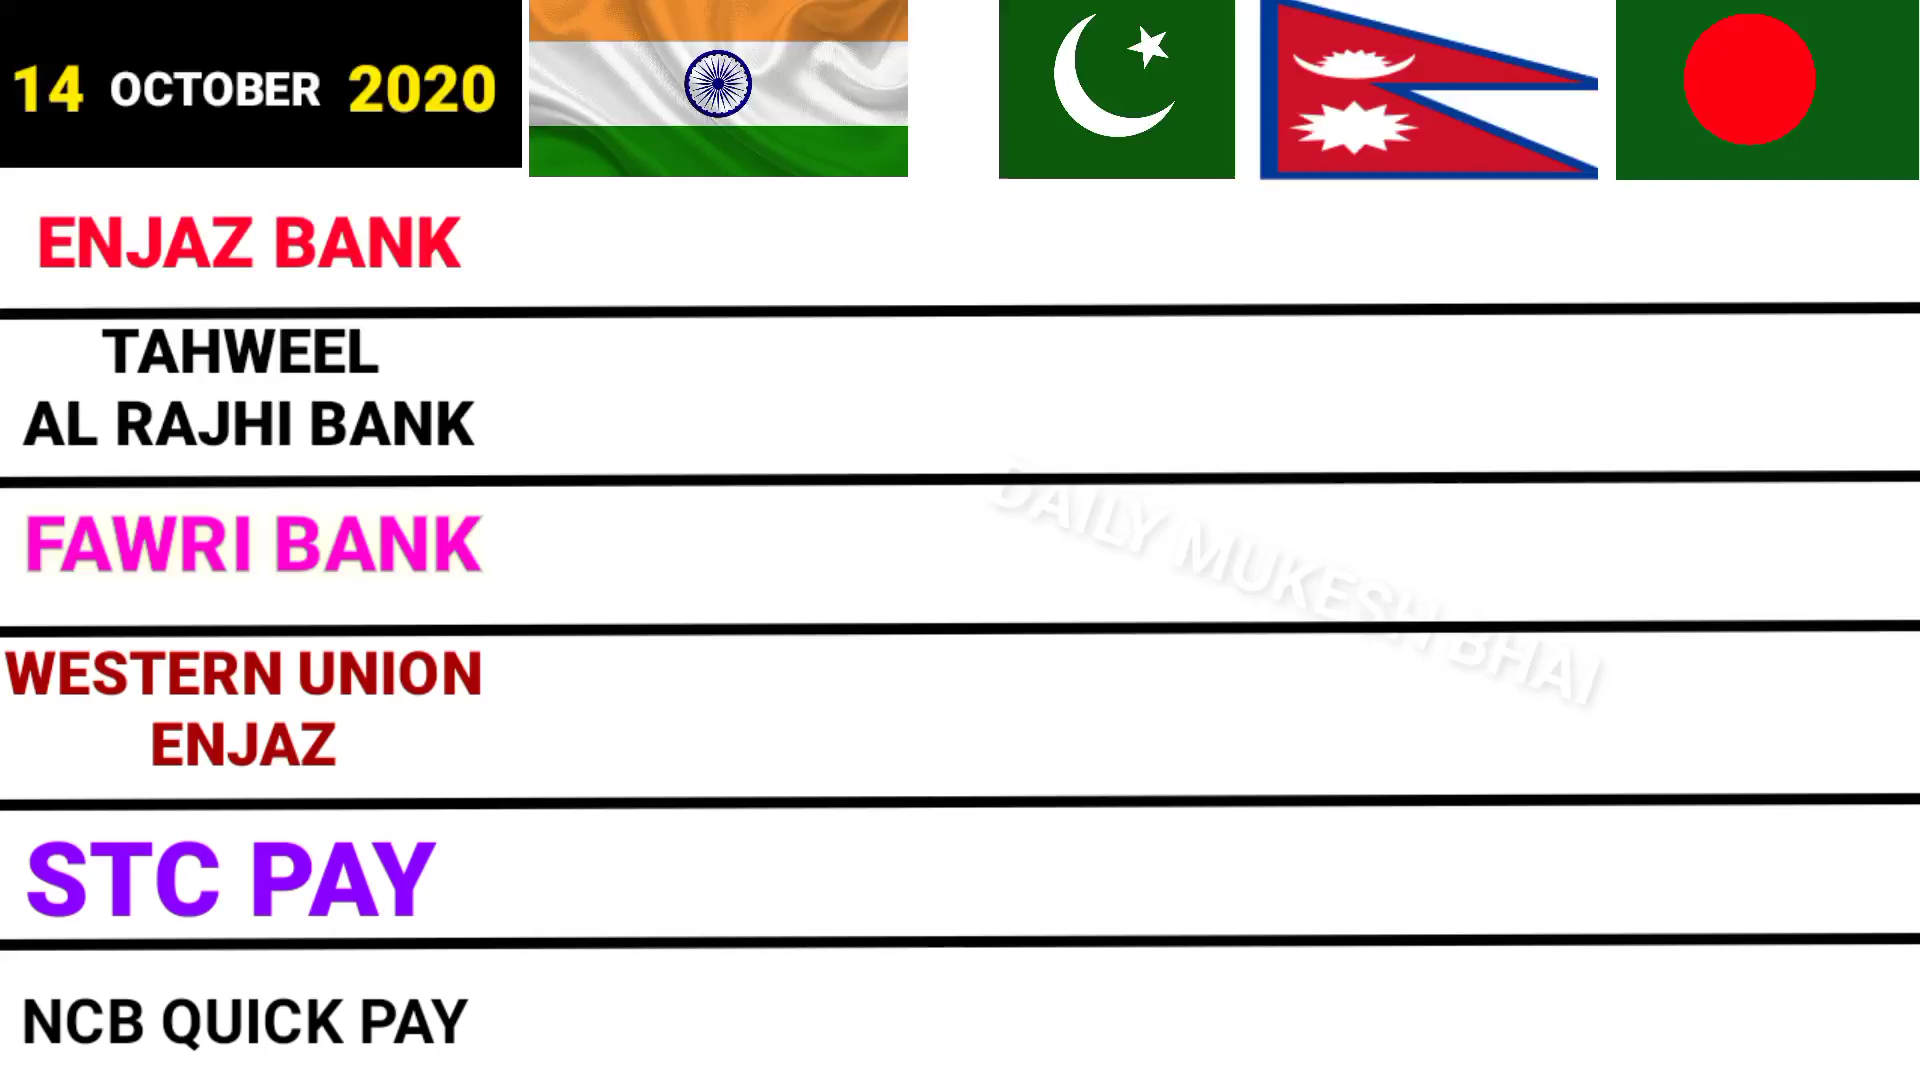 14 OCTOBER 2020
ENJAZ BANK
TAHWEEL
AL RAJHI BANK
FAWRI BANK
DAILY MUKESH BHAI
WESTERN UNION
ENJAZ
STC PAY
NCB QUICK PAY